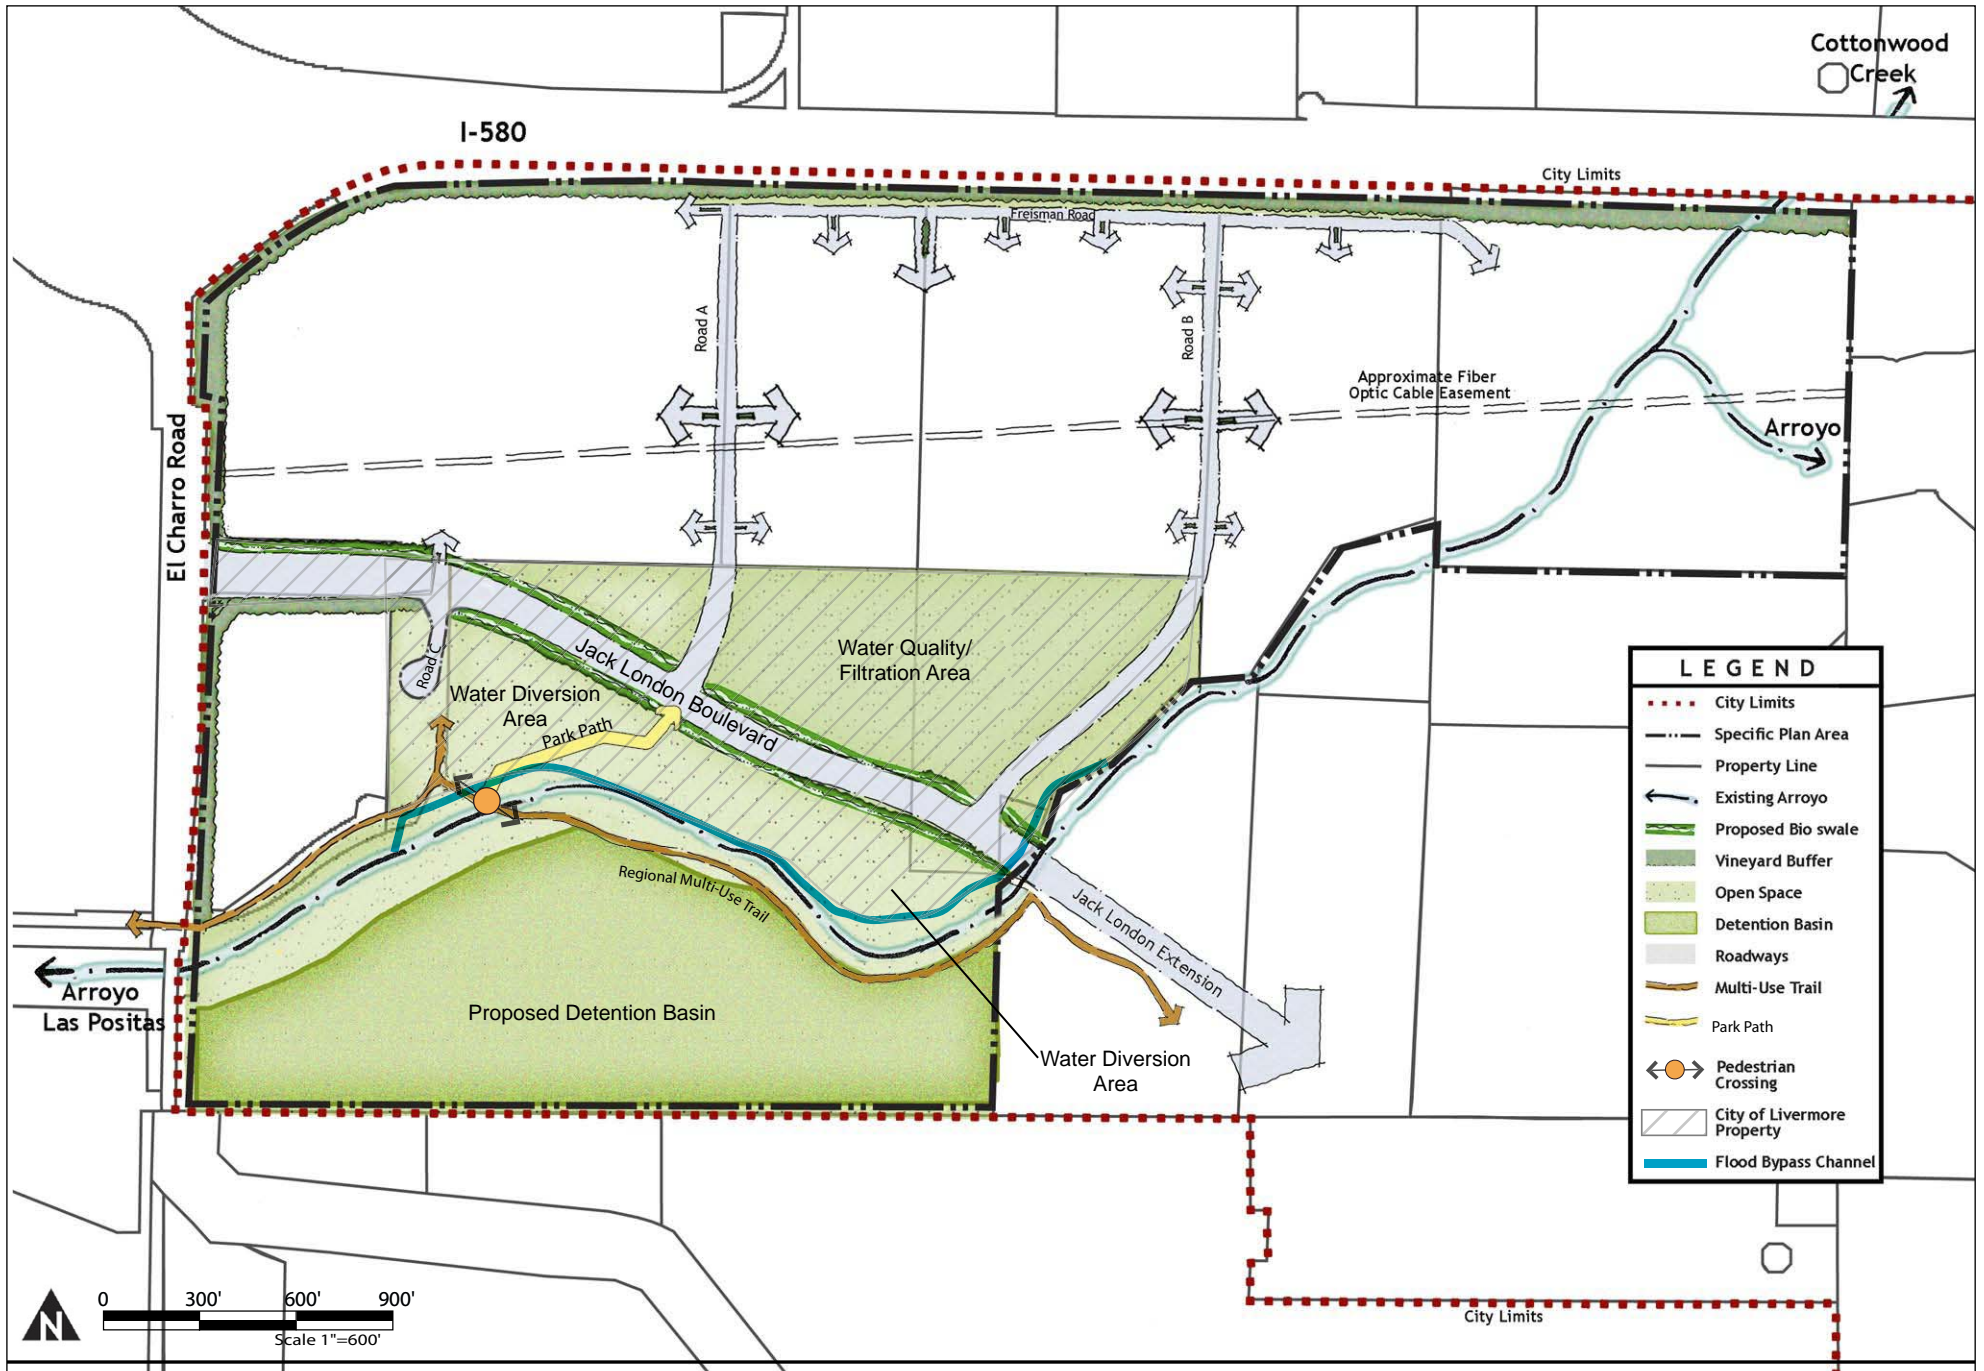 Cottonwood
Creek
I-580
City Limits
Freisman Road
Road A
Road B
Approximate Fiber
Optic Cable Easement
Arroyo
El Charro Road
Water Quality/
Filtration Area
Jack London Boulevard
Road C
Water Diversion
Area
Park Path
Regional Multi-Use Trail
Jack London Extension
Arroyo
Las Positas
Proposed Detention Basin
Water Diversion
Area
LEGEND
City Limits
Specific Plan Area
Property Line
Existing Arroyo
Proposed Bio swale
Vineyard Buffer
Open Space
Detention Basin
Roadways
Multi-Use Trail
Park Path
Pedestrian
Crossing
City of Livermore
Property
Flood Bypass Channel
N
0 300' 600' 900'
Scale 1"=600'
City Limits